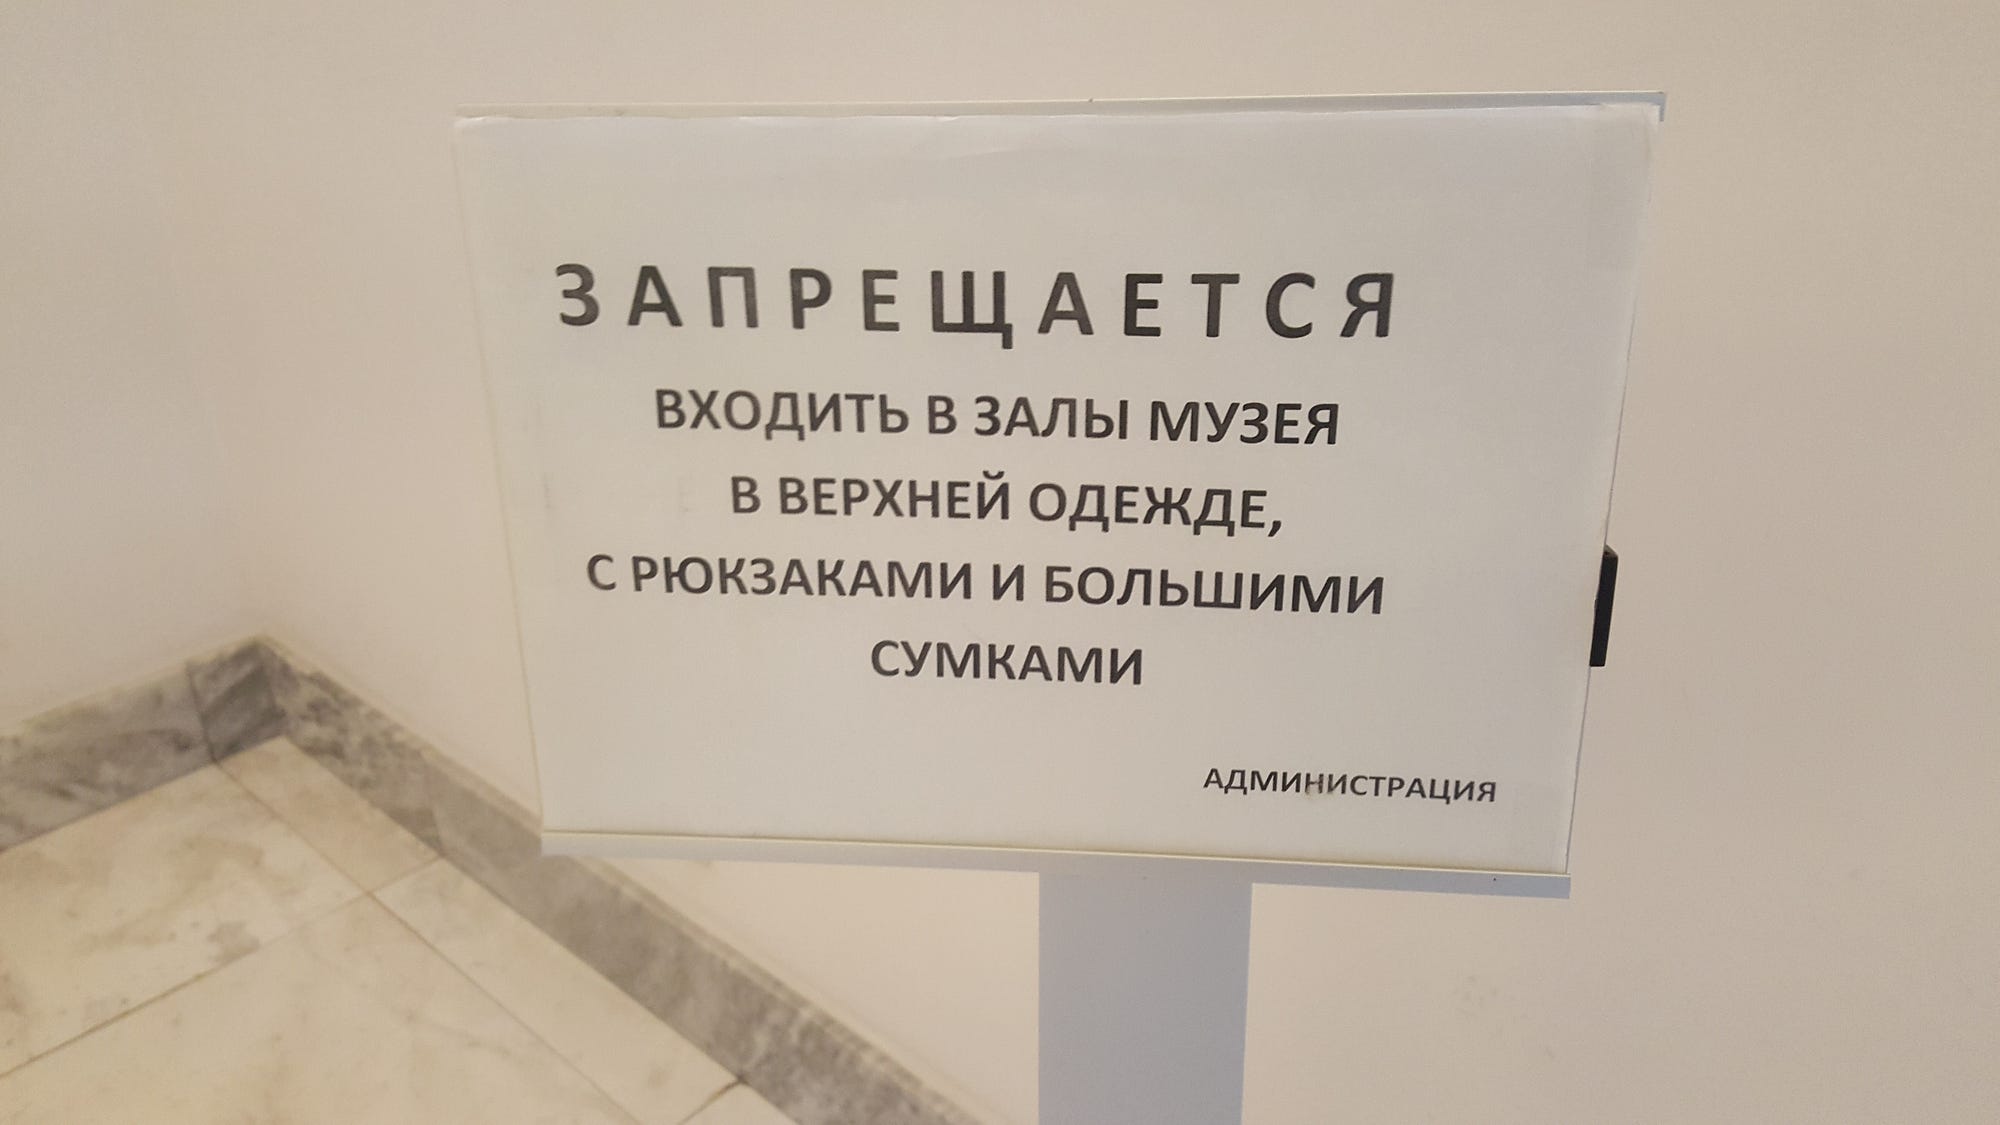 ЗАПРЕЩАЕТСЯ
ВХОДИТЬ В ЗАЛЫ МУЗЕЯ
В ВЕРХНЕЙ ОДЕЖДЕ,
С РЮКЗАКАМИ И БОЛЬШИМИ
СУМКАМИ
АДМИНИСТРАЦИЯ